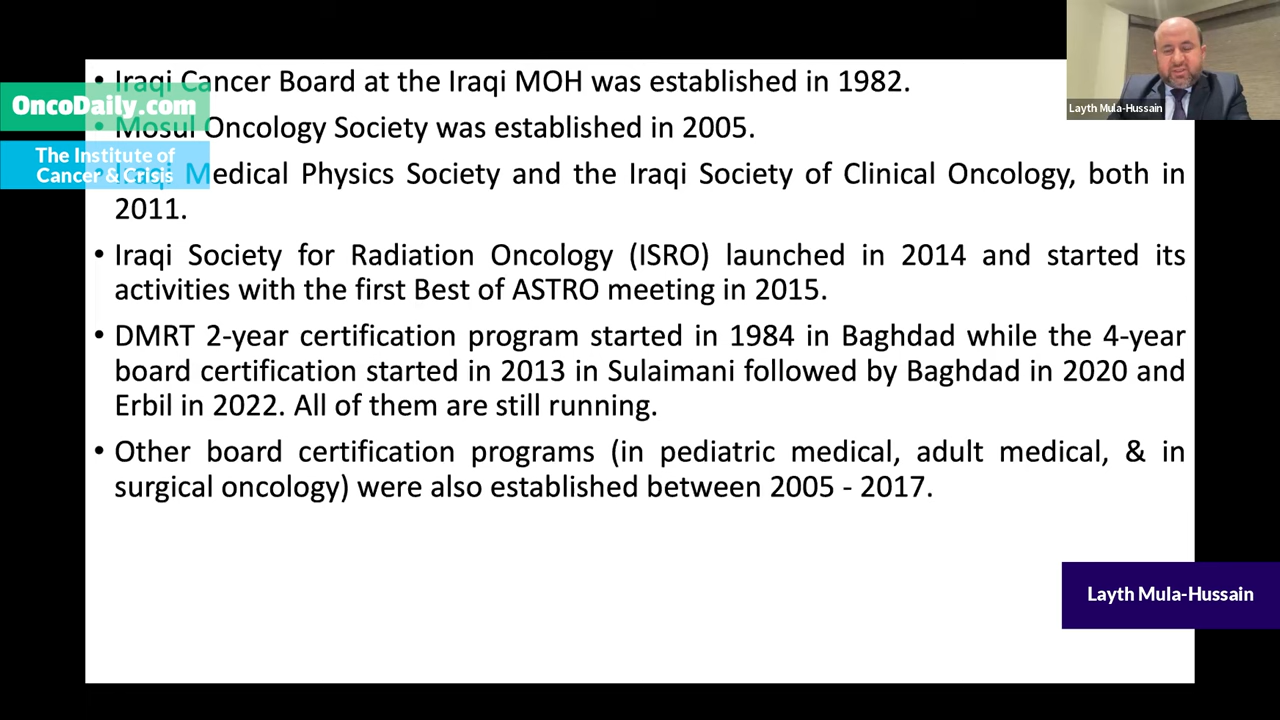 • Iraqi Cancer Board at the Iraqi MOH was established in 1982.
OncoDaily.com
• Mosul Oncology Society was established in 2005.
The Institute of
Cancer & Crisis
• Iraqi Medical Physics Society and the Iraqi Society of Clinical Oncology, both in
2011.
• Iraqi Society for Radiation Oncology (ISRO) launched in 2014 and started its
activities with the first Best of ASTRO meeting in 2015.
• DMRT 2-year certification program started in 1984 in Baghdad while the 4-year
board certification started in 2013 in Sulaimani followed by Baghdad in 2020 and
Erbil in 2022. All of them are still running.
• Other board certification programs (in pediatric medical, adult medical, & in
surgical oncology) were also established between 2005 - 2017.
Layth Mula-Hussain
Layth Mula-Hussain